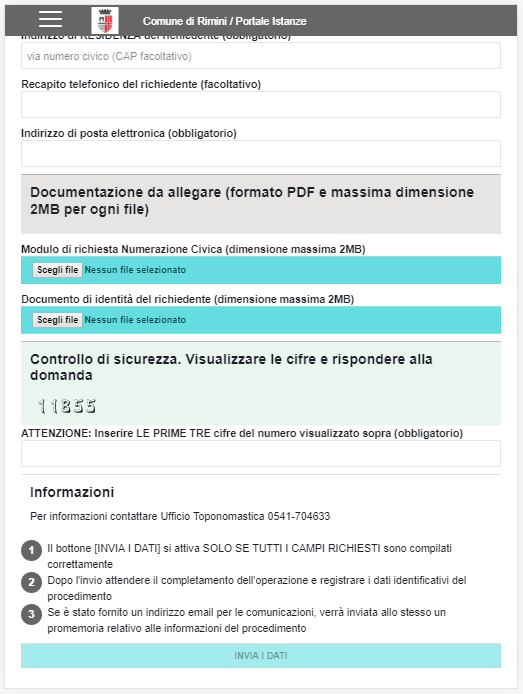 Comune di Rimini / Portale Istanze
Indirizzo di RESIDENZA del richiedente (obbligatorio)
via numero civico (CAP facoltativo)
Recapito telefonico del richiedente (facoltativo)
Indirizzo di posta elettronica (obbligatorio)
Documentazione da allegare (formato PDF e massima dimensione
2MB per ogni file)
Modulo di richiesta Numerazione Civica (dimensione massima 2MB)
Scegli file Nessun file selezionato
Documento di identità del richiedente (dimensione massima 2MB)
Scegli file Nessun file selezionato
Controllo di sicurezza. Visualizzare le cifre e rispondere alla
domanda
11855
ATTENZIONE: Inserire LE PRIME TRE cifre del numero visualizzato sopra (obbligatorio)
Informazioni
Per informazioni contattare Ufficio Toponomastica 0541-704633
1 Il bottone [INVIA I DATI] si attiva SOLO SE TUTTI I CAMPI RICHIESTI sono compilati
correttamente
2 Dopo l'invio attendere il completamento dell'operazione e registrare i dati identificativi del
procedimento
3 Se è stato fornito un indirizzo email per le comunicazioni, verrà inviata allo stesso un
promemoria relativo alle informazioni del procedimento
INVIA I DATI